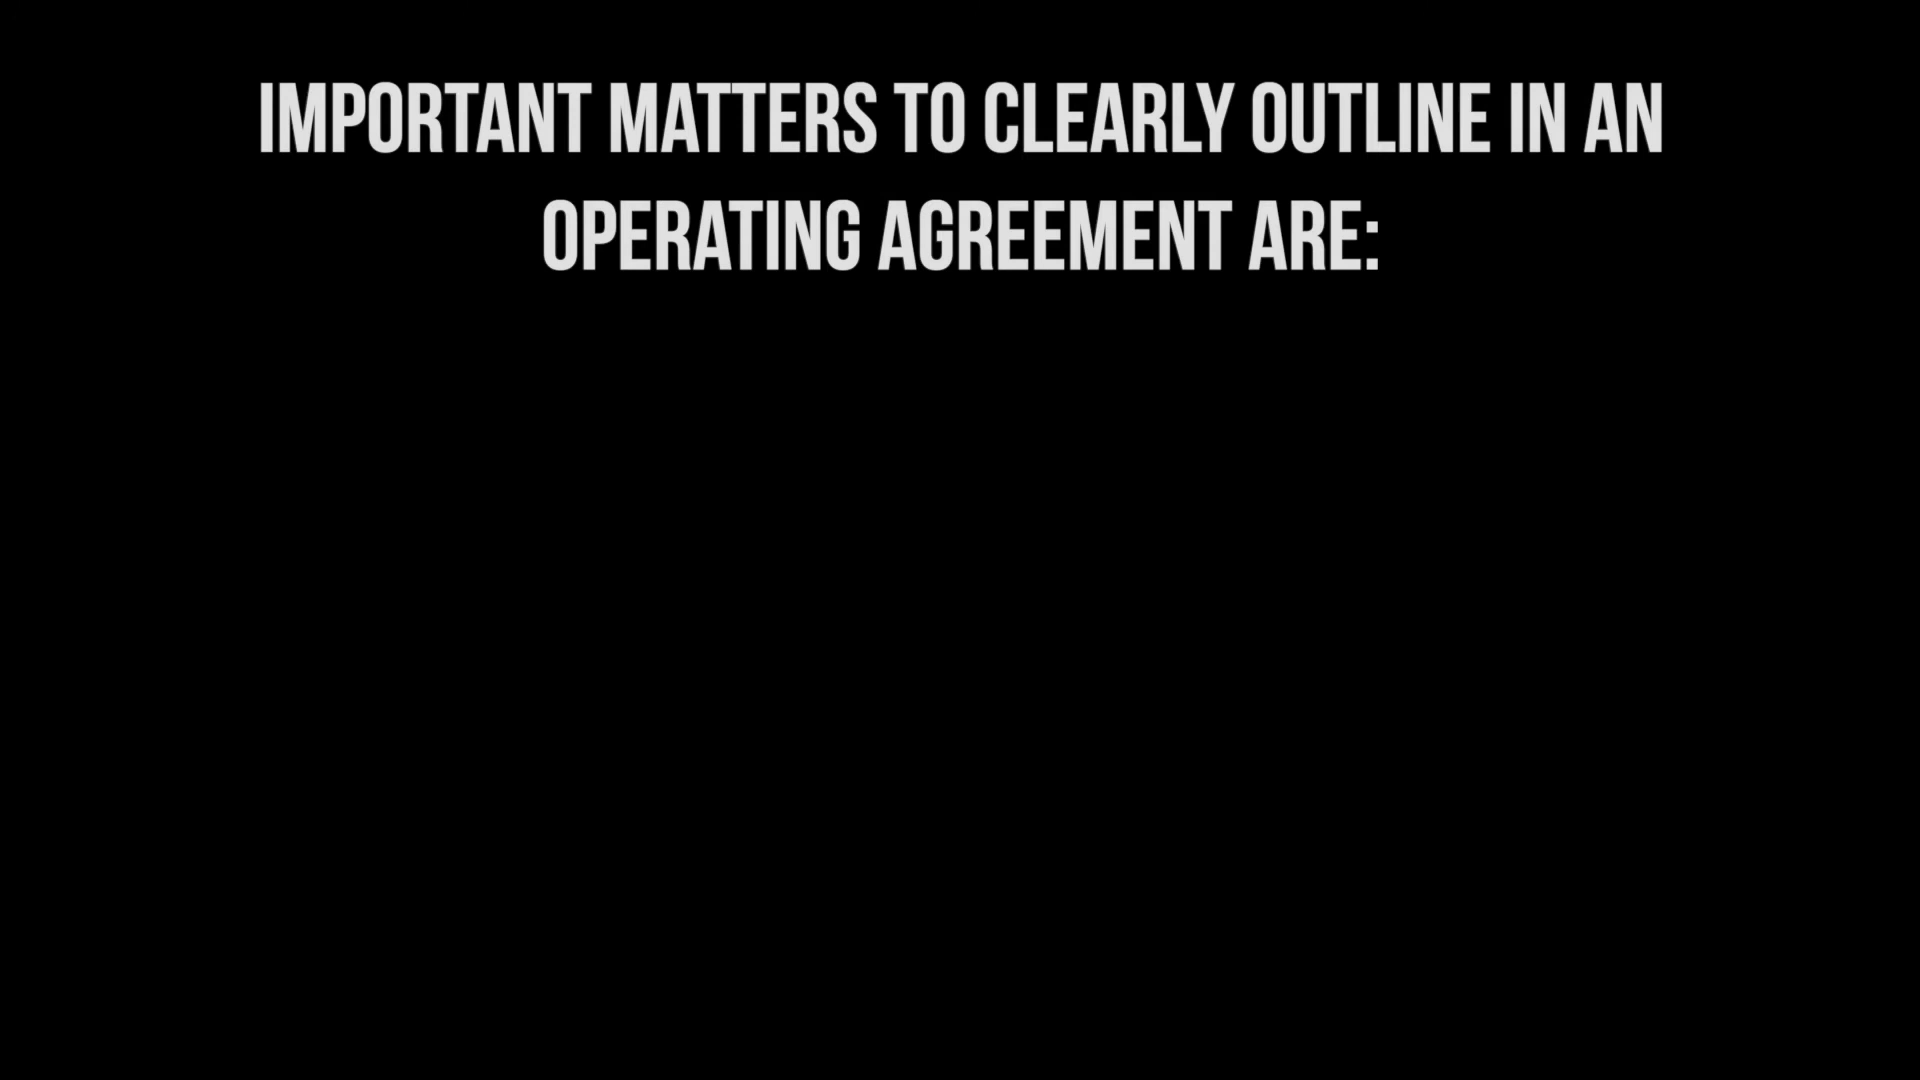 IMPORTANT MATTERS TO CLEARLY OUTLINE IN AN
OPERATING AGREEMENT ARE: